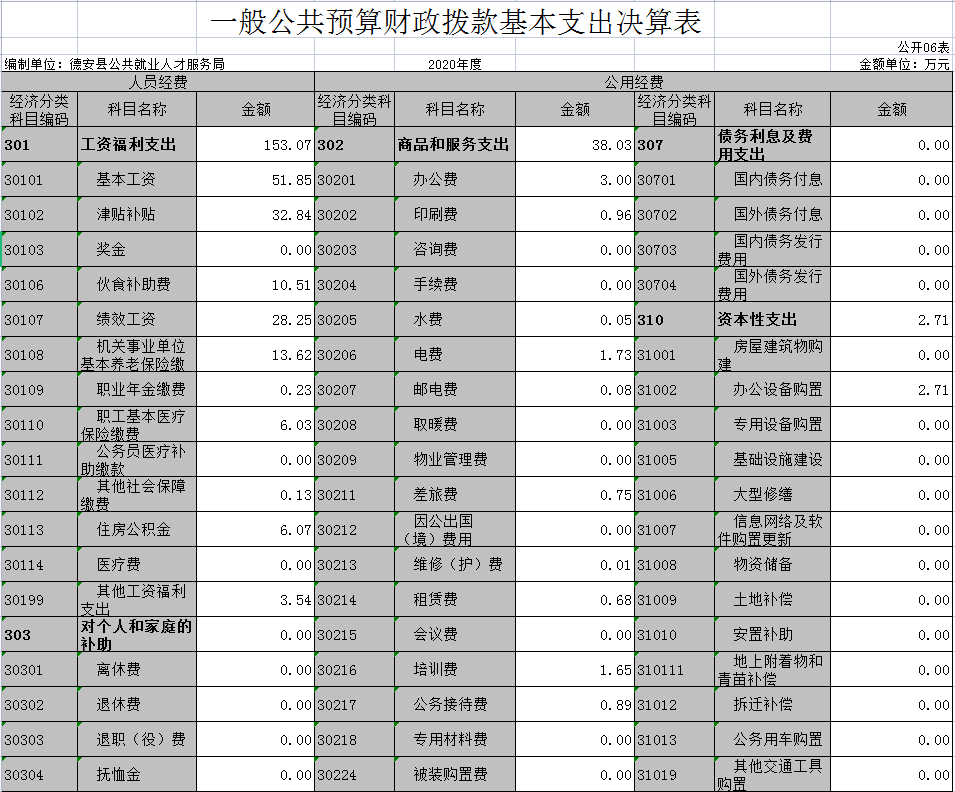 一般公共预算财政拨款基本支出决算表
公开06表
编制单位：德安县公共就业人才服务局 2020年度 金额单位：万元
人员经费 公用经费
经济分类科目编码 科目名称 金额 经济分类科目编码 科目名称 金额 经济分类科目编码 科目名称 金额
301 工资福利支出 153.07 302 商品和服务支出 38.03 307 债务利息及费用支出 0.00
30101 基本工资 51.85 30201 办公费 3.00 30701 国内债务付息 0.00
30102 津贴补贴 32.84 30202 印刷费 0.96 30702 国外债务付息 0.00
30103 奖金 0.00 30203 咨询费 0.00 30703 国内债务发行费用 0.00
30106 伙食补助费 10.51 30204 手续费 0.00 30704 国外债务发行费用 0.00
30107 绩效工资 28.25 30205 水费 0.05 310 资本性支出 2.71
30108 机关事业单位基本养老保险缴 13.62 30206 电费 1.73 31001 房屋建筑物购建 0.00
30109 职业年金缴费 0.23 30207 邮电费 0.08 31002 办公设备购置 2.71
30110 职工基本医疗保险缴费 6.03 30208 取暖费 0.00 31003 专用设备购置 0.00
30111 公务员医疗补助缴款 0.00 30209 物业管理费 0.00 31005 基础设施建设 0.00
30112 其他社会保障缴费 0.13 30211 差旅费 0.75 31006 大型修缮 0.00
30113 住房公积金 6.07 30212 因公出国（境）费用 0.00 31007 信息网络及软件购置更新 0.00
30114 医疗费 0.00 30213 维修（护）费 0.01 31008 物资储备 0.00
30199 其他工资福利支出 3.54 30214 租赁费 0.68 31009 土地补偿 0.00
303 对个人和家庭的补助 0.00 30215 会议费 0.00 31010 安置补助 0.00
30301 离休费 0.00 30216 培训费 1.65 310111 地上附着物和青苗补偿 0.00
30302 退休费 0.00 30217 公务接待费 0.89 31012 拆迁补偿 0.00
30303 退职（役）费 0.00 30218 专用材料费 0.00 31013 公务用车购置 0.00
30304 抚恤金 0.00 30224 被装购置费 0.00 31019 其他交通工具购置 0.00